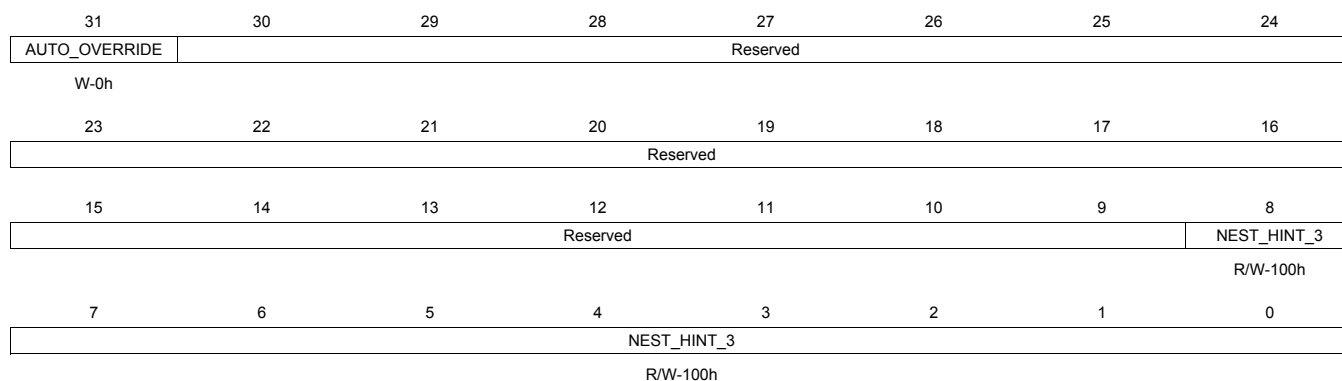 31 30 29 28 27 26 25 24
AUTO_OVERRIDE Reserved
W-0h
23 22 21 20 19 18 17 16
Reserved
15 14 13 12 11 10 9 8
Reserved NEST_HINT_3
R/W-100h
7 6 5 4 3 2 1 0
NEST_HINT_3
R/W-100h